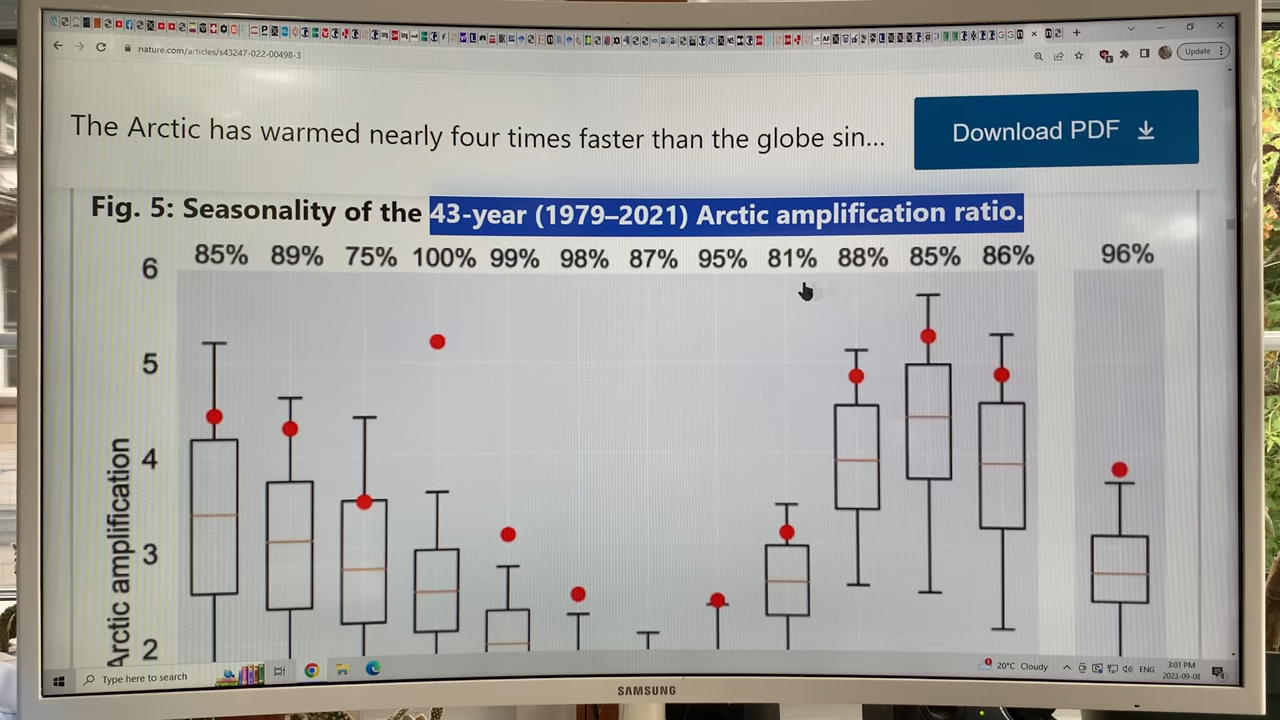 nature.com/articles/s43247-022-00498-3
Update
The Arctic has warmed nearly four times faster than the globe sin...
Download PDF
Fig. 5: Seasonality of the 43-year (1979–2021) Arctic amplification ratio.
85% 89% 75% 100% 99% 98% 87% 95% 81% 88% 85% 86% 96%
6
5
4
3
2
Arctic amplification
Type here to search
20°C Cloudy
ENG
3:01 PM
2023-09-08
SAMSUNG